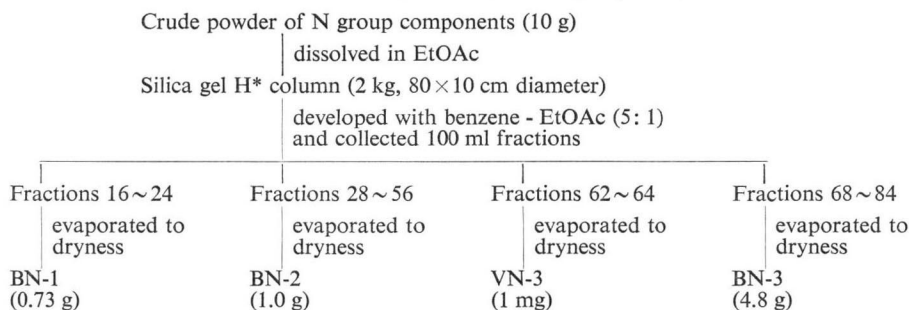 Crude powder of N group components (10 g)
dissolved in EtOAc
Silica gel H* column (2 kg, 80×10 cm diameter)
developed with benzene - EtOAc (5: 1)
and collected 100 ml fractions
Fractions 16~24 Fractions 28~56 Fractions 62~64 Fractions 68~84
evaporated to evaporated to evaporated to evaporated to
dryness dryness dryness dryness
BN-1 BN-2 VN-3 BN-3
(0.73 g) (1.0 g) (1 mg) (4.8 g)